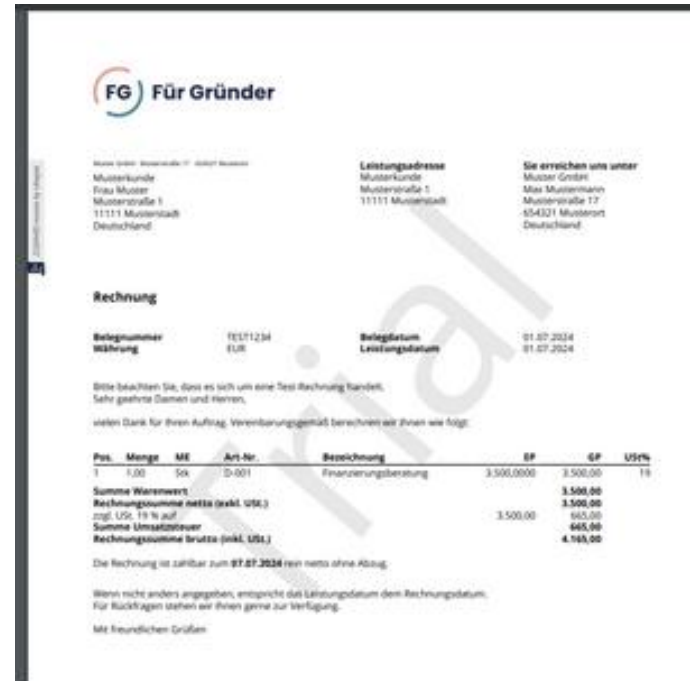 FG Für Gründer
Muster GmbH · Musterstraße 17 · 654321 Musterort
Musterkunde
Frau Muster
Musterstraße 1
11111 Musterstadt
Deutschland
Leistungsadresse
Musterkunde
Musterstraße 1
11111 Musterstadt
Sie erreichen uns unter
Muster GmbH
Max Mustermann
Musterstraße 17
654321 Musterort
Deutschland
Rechnung
Belegnummer TEST1234 Belegdatum 01.07.2024
Währung EUR Leistungsdatum 01.07.2024
Bitte beachten Sie, dass es sich um eine Test-Rechnung handelt.
Sehr geehrte Damen und Herren,
vielen Dank für Ihren Auftrag. Vereinbarungsgemäß berechnen wir Ihnen wie folgt:
Pos. Menge ME Art-Nr. Bezeichnung EP GP USt%
1 1,00 Stk D-001 Finanzierungsberatung 3.500,0000 3.500,00 19
Summe Warenwert 3.500,00
Rechnungssumme netto (exkl. USt.) 3.500,00
zzgl. USt. 19 % auf 3.500,00 665,00
Summe Umsatzsteuer 665,00
Rechnungssumme brutto (inkl. USt.) 4.165,00
Die Rechnung ist zahlbar zum 07.07.2024 rein netto ohne Abzug.
Wenn nicht anders angegeben, entspricht das Leistungsdatum dem Rechnungsdatum.
Für Rückfragen stehen wir Ihnen gerne zur Verfügung.
Mit freundlichen Grüßen
Trial